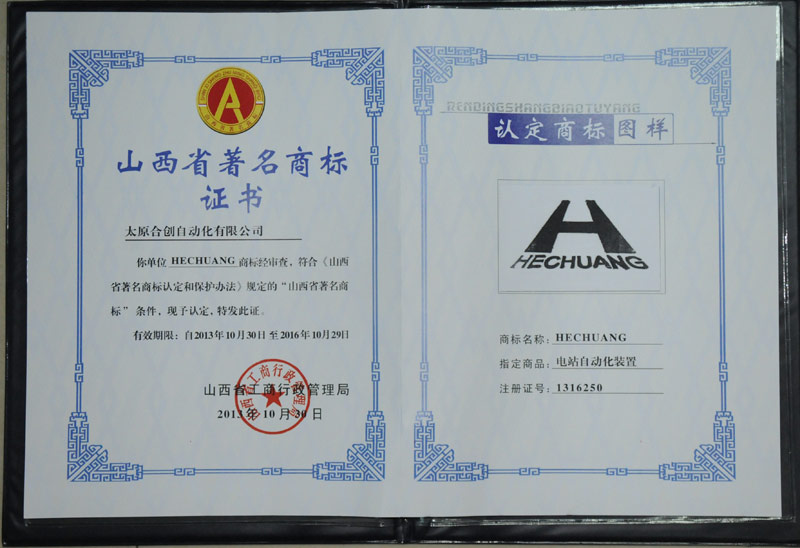 山西省著名商标
证书
太原合创自动化有限公司
你单位 HECHUANG 商标经审查，符合《山西
省著名商标认定和保护办法》规定的“山西省著名商
标”条件，现予认定，特发此证。
有效期限：自2013年10月30日至2016年10月29日
山西省工商行政管理局
2013年10月30日
RENDINGSHANGBIAOTUYANG
认定商标图样
HECHUANG
商标名称：HECHUANG
指定商品：电站自动化装置
注册证号：1316250